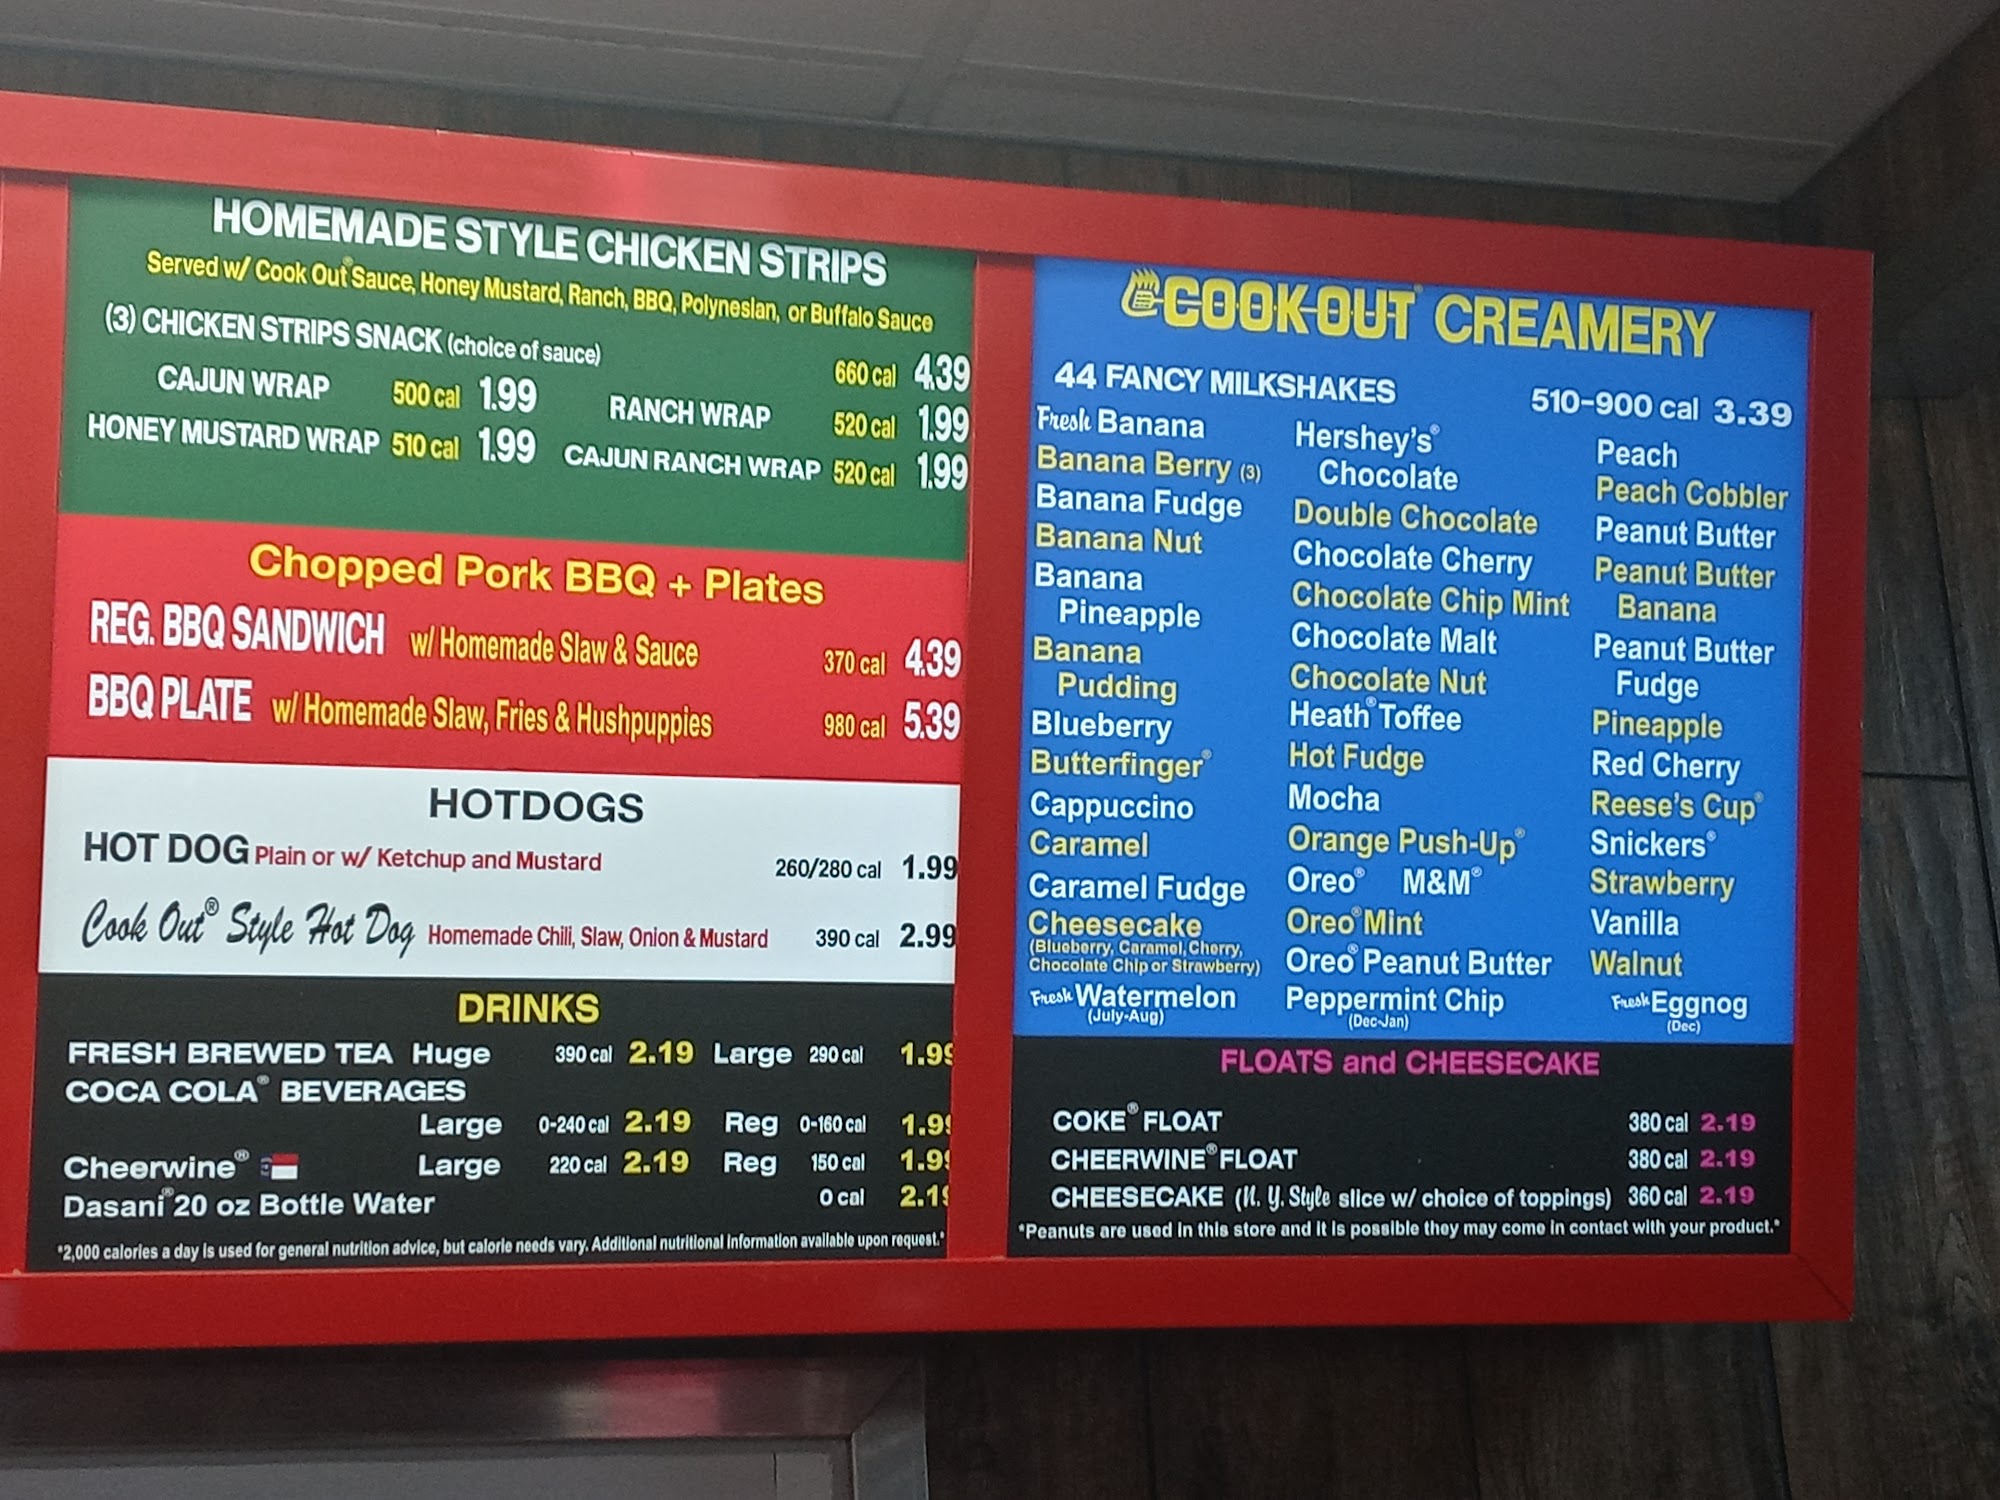 HOMEMADE STYLE CHICKEN STRIPS
Served w/ Cook Out® Sauce, Honey Mustard, Ranch, BBQ, Polynesian, or Buffalo Sauce
(3) CHICKEN STRIPS SNACK (choice of sauce) 660 cal 4.39
CAJUN WRAP 500 cal 1.99 RANCH WRAP 520 cal 1.99
HONEY MUSTARD WRAP 510 cal 1.99 CAJUN RANCH WRAP 520 cal 1.99
Chopped Pork BBQ + Plates
REG. BBQ SANDWICH w/ Homemade Slaw & Sauce 370 cal 4.39
BBQ PLATE w/ Homemade Slaw, Fries & Hushpuppies 980 cal 5.39
HOTDOGS
HOT DOG Plain or w/ Ketchup and Mustard 260/280 cal 1.99
Cook Out® Style Hot Dog Homemade Chili, Slaw, Onion & Mustard 390 cal 2.99
DRINKS
FRESH BREWED TEA Huge 390 cal 2.19 Large 290 cal 1.99
COCA COLA® BEVERAGES
Large 0-240 cal 2.19 Reg 0-160 cal 1.99
Cheerwine® Large 220 cal 2.19 Reg 150 cal 1.99
Dasani® 20 oz Bottle Water 0 cal 2.19
*2,000 calories a day is used for general nutrition advice, but calorie needs vary. Additional nutritional information available upon request.*
COOK-OUT® CREAMERY
44 FANCY MILKSHAKES 510-900 cal 3.39
Fresh Banana
Banana Berry (3)
Banana Fudge
Banana Nut
Banana
Pineapple
Banana
Pudding
Blueberry
Butterfinger®
Cappuccino
Caramel
Caramel Fudge
Cheesecake
(Blueberry, Caramel, Cherry,
Chocolate Chip or Strawberry)
Fresh Watermelon
(July-Aug)
Hershey's®
Chocolate
Double Chocolate
Chocolate Cherry
Chocolate Chip Mint
Chocolate Malt
Chocolate Nut
Heath® Toffee
Hot Fudge
Mocha
Orange Push-Up®
Oreo® M&M®
Oreo® Mint
Oreo® Peanut Butter
Peppermint Chip
(Dec-Jan)
Peach
Peach Cobbler
Peanut Butter
Peanut Butter
Banana
Peanut Butter
Fudge
Pineapple
Red Cherry
Reese's Cup®
Snickers®
Strawberry
Vanilla
Walnut
Fresh Eggnog
(Dec)
FLOATS and CHEESECAKE
COKE® FLOAT 380 cal 2.19
CHEERWINE® FLOAT 380 cal 2.19
CHEESECAKE (N. Y. Style slice w/ choice of toppings) 360 cal 2.19
*Peanuts are used in this store and it is possible they may come in contact with your product.*